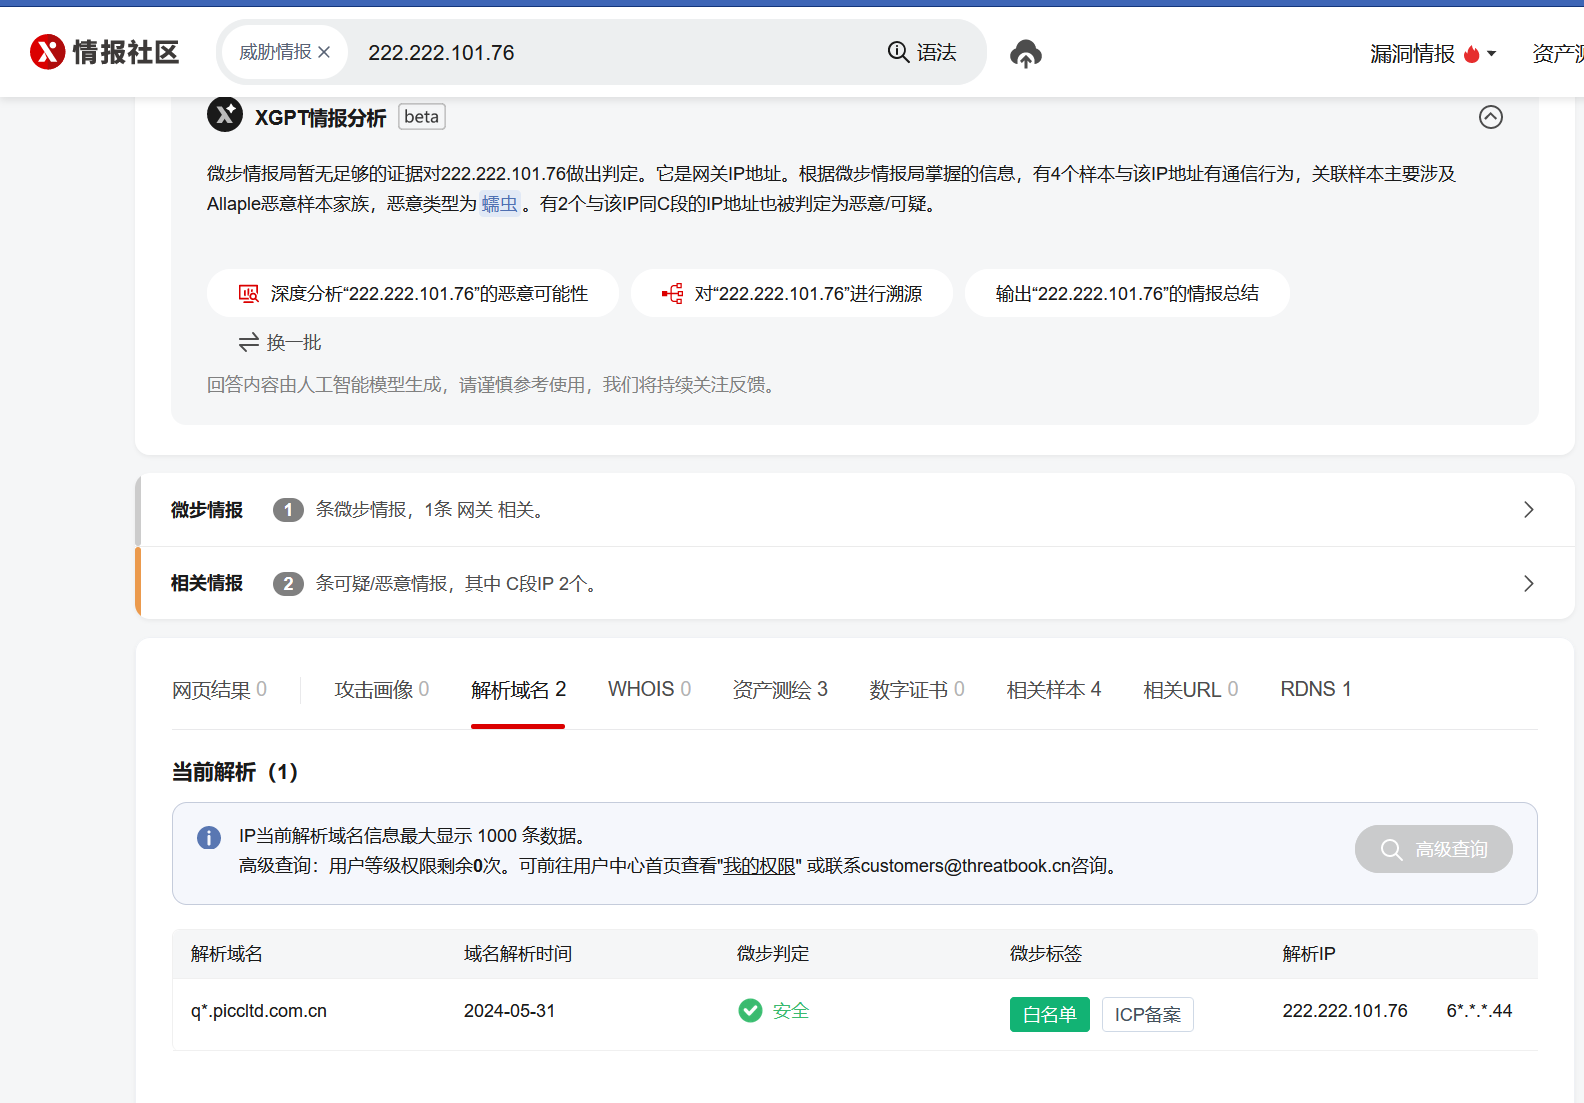 情报社区
威胁情报 ×
222.222.101.76
语法
漏洞情报
资产测
XGPT情报分析 beta
微步情报局暂无足够的证据对222.222.101.76做出判定。它是网关IP地址。根据微步情报局掌握的信息，有4个样本与该IP地址有通信行为，关联样本主要涉及
Allaple恶意样本家族，恶意类型为 蠕虫 。有2个与该IP同C段的IP地址也被判定为恶意/可疑。
深度分析“222.222.101.76”的恶意可能性
对“222.222.101.76”进行溯源
输出“222.222.101.76”的情报总结
换一批
回答内容由人工智能模型生成，请谨慎参考使用，我们将持续关注反馈。
微步情报 1 条微步情报，1条 网关 相关。
相关情报 2 条可疑/恶意情报，其中 C段IP 2个。
网页结果 0
攻击画像 0
解析域名 2
WHOIS 0
资产测绘 3
数字证书 0
相关样本 4
相关URL 0
RDNS 1
当前解析（1）
IP当前解析域名信息最大显示 1000 条数据。
高级查询：用户等级权限剩余0次。可前往用户中心首页查看"我的权限" 或联系customers@threatbook.cn咨询。
高级查询
解析域名 域名解析时间 微步判定 微步标签 解析IP
q*.piccltd.com.cn 2024-05-31 安全 白名单 ICP备案 222.222.101.76 6*.*.*.44